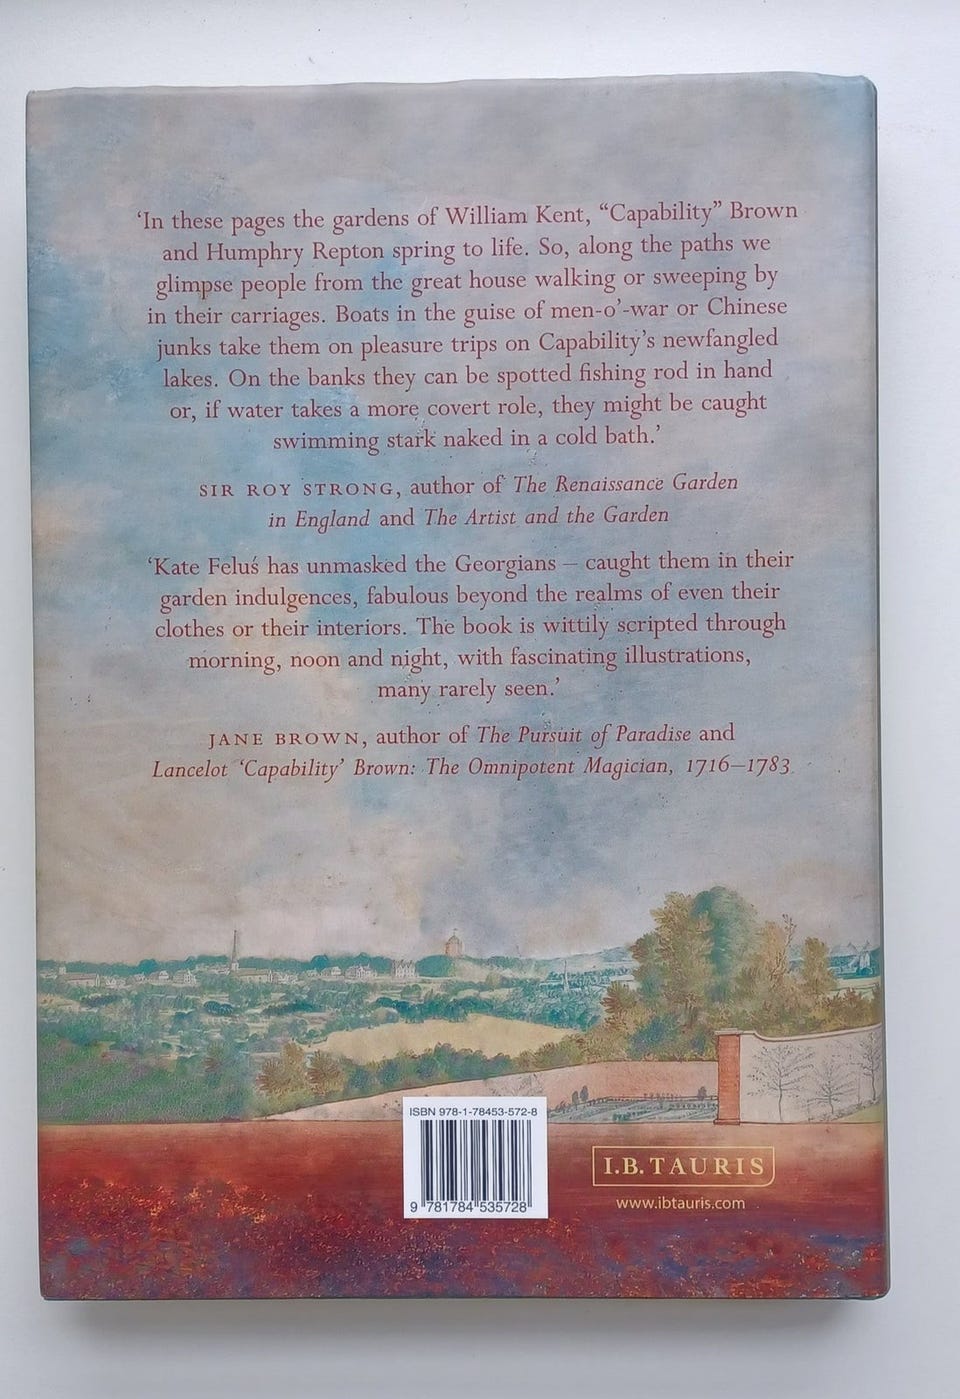 ‘In these pages the gardens of William Kent, “Capability” Brown
and Humphry Repton spring to life. So, along the paths we
glimpse people from the great house walking or sweeping by
in their carriages. Boats in the guise of men-o’-war or Chinese
junks take them on pleasure trips on Capability’s newfangled
lakes. On the banks they can be spotted fishing rod in hand
or, if water takes a more covert role, they might be caught
swimming stark naked in a cold bath.’
SIR ROY STRONG, author of The Renaissance Garden
in England and The Artist and the Garden
‘Kate Feluś has unmasked the Georgians – caught them in their
garden indulgences, fabulous beyond the realms of even their
clothes or their interiors. The book is wittily scripted through
morning, noon and night, with fascinating illustrations,
many rarely seen.’
JANE BROWN, author of The Pursuit of Paradise and
Lancelot ‘Capability’ Brown: The Omnipotent Magician, 1716–1783
ISBN 978-1-78453-572-8
9 781784 535728
I.B. TAURIS
www.ibtauris.com